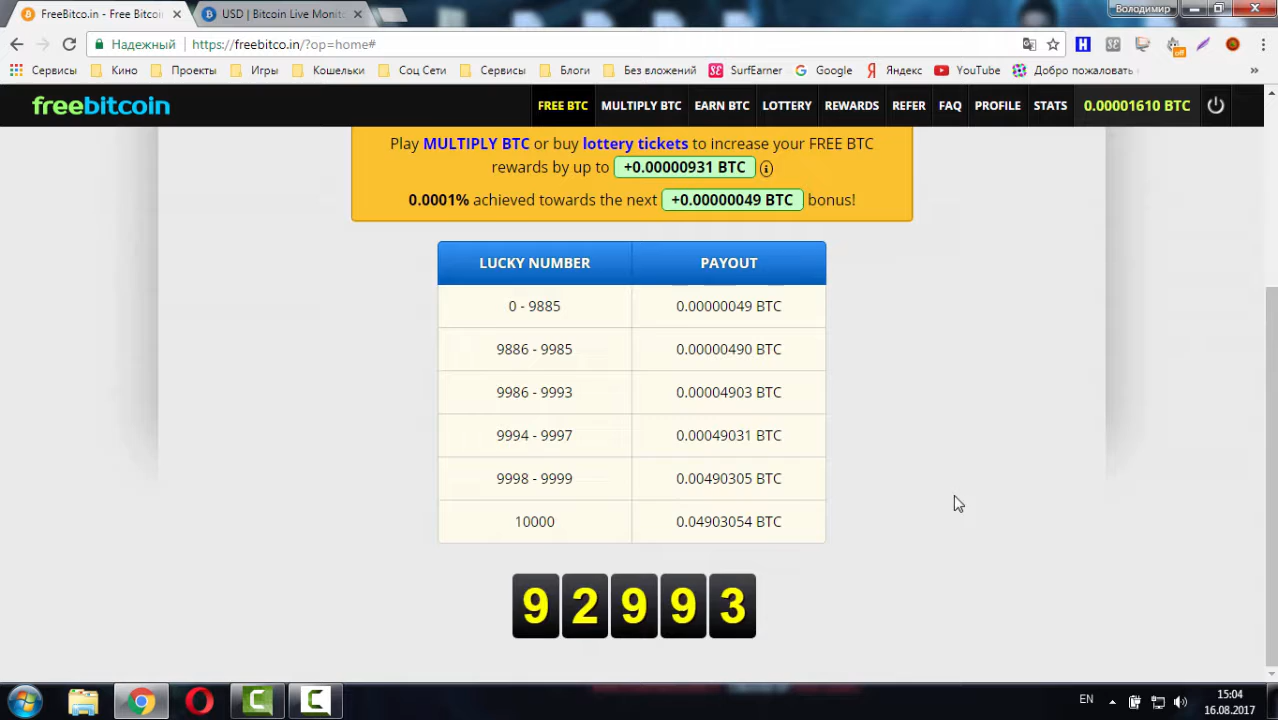 FreeBitco.in - Free Bitcoi
USD | Bitcoin Live Monit
Володимир
Надежный
https://freebitco.in/?op=home#
off
Сервисы
Кино
Проекты
Игры
Кошельки
Соц Сети
Сервисы
Блоги
Без вложений
SurfEarner
Google
Яндекс
YouTube
Добро пожаловать
freebitcoin
FREE BTC
MULTIPLY BTC
EARN BTC
LOTTERY
REWARDS
REFER
FAQ
PROFILE
STATS
0.00001610 BTC
Play MULTIPLY BTC or buy lottery tickets to increase your FREE BTC
rewards by up to +0.00000931 BTC
0.0001% achieved towards the next +0.00000049 BTC bonus!
LUCKY NUMBER PAYOUT
0 - 9885 0.00000049 BTC
9886 - 9985 0.00000490 BTC
9986 - 9993 0.00004903 BTC
9994 - 9997 0.00049031 BTC
9998 - 9999 0.00490305 BTC
10000 0.04903054 BTC
9 2 9 9 3
EN
15:04
16.08.2017